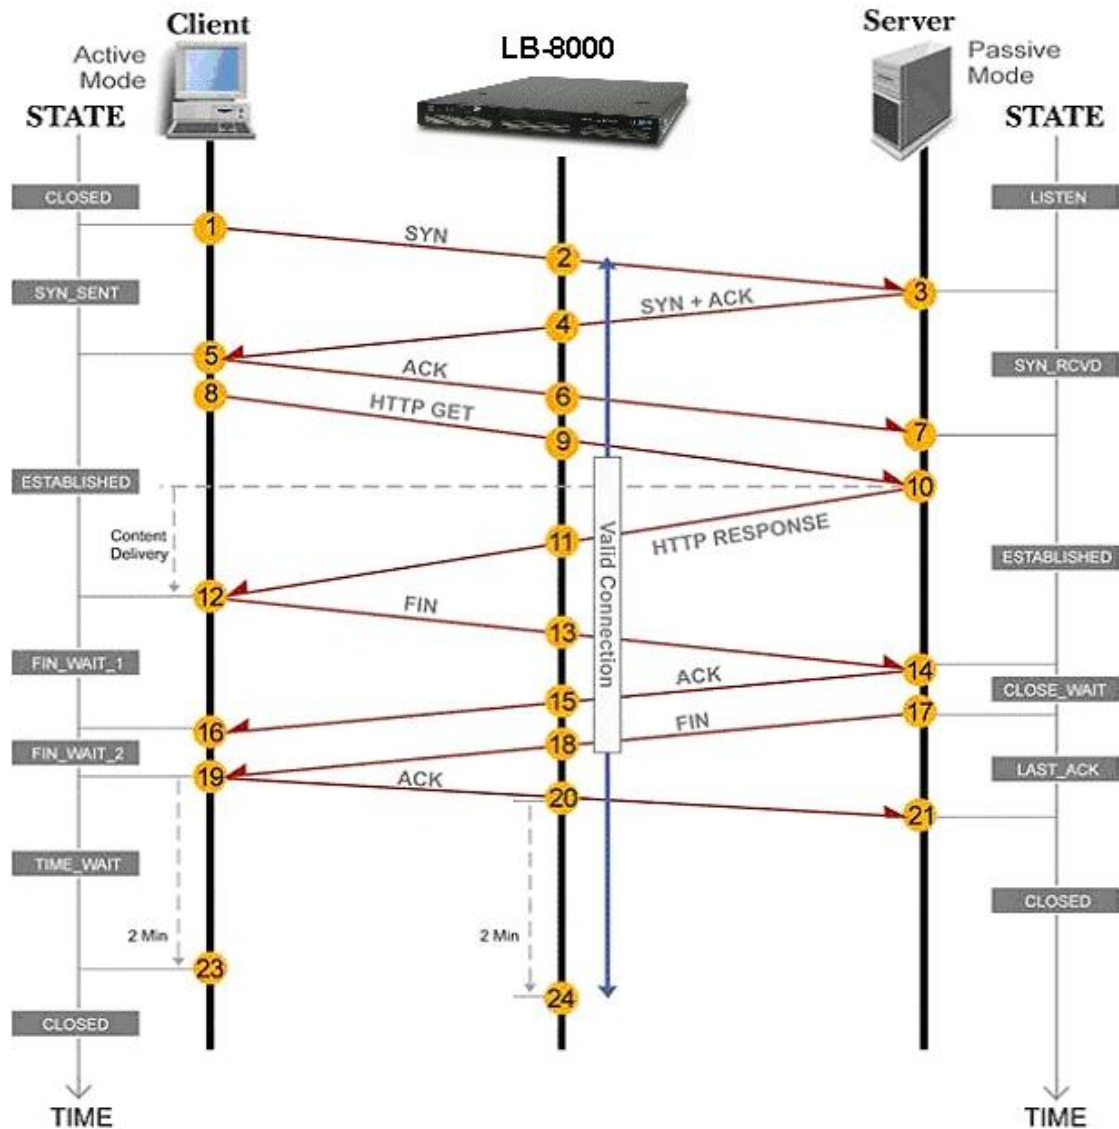 Client
LB-8000
Server
Active
Mode
Passive
Mode
STATE
STATE
CLOSED
LISTEN
1
SYN
2
SYN_SENT
3
SYN + ACK
4
5
ACK
SYN_RCVD
8
HTTP GET
6
7
9
ESTABLISHED
10
Content
Delivery
11
HTTP RESPONSE
Valid Connection
ESTABLISHED
12
FIN
13
FIN_WAIT_1
14
ACK
CLOSE_WAIT
15
16
17
FIN
18
FIN_WAIT_2
19
ACK
LAST_ACK
20
21
TIME_WAIT
CLOSED
2 Min
2 Min
23
24
CLOSED
TIME
TIME